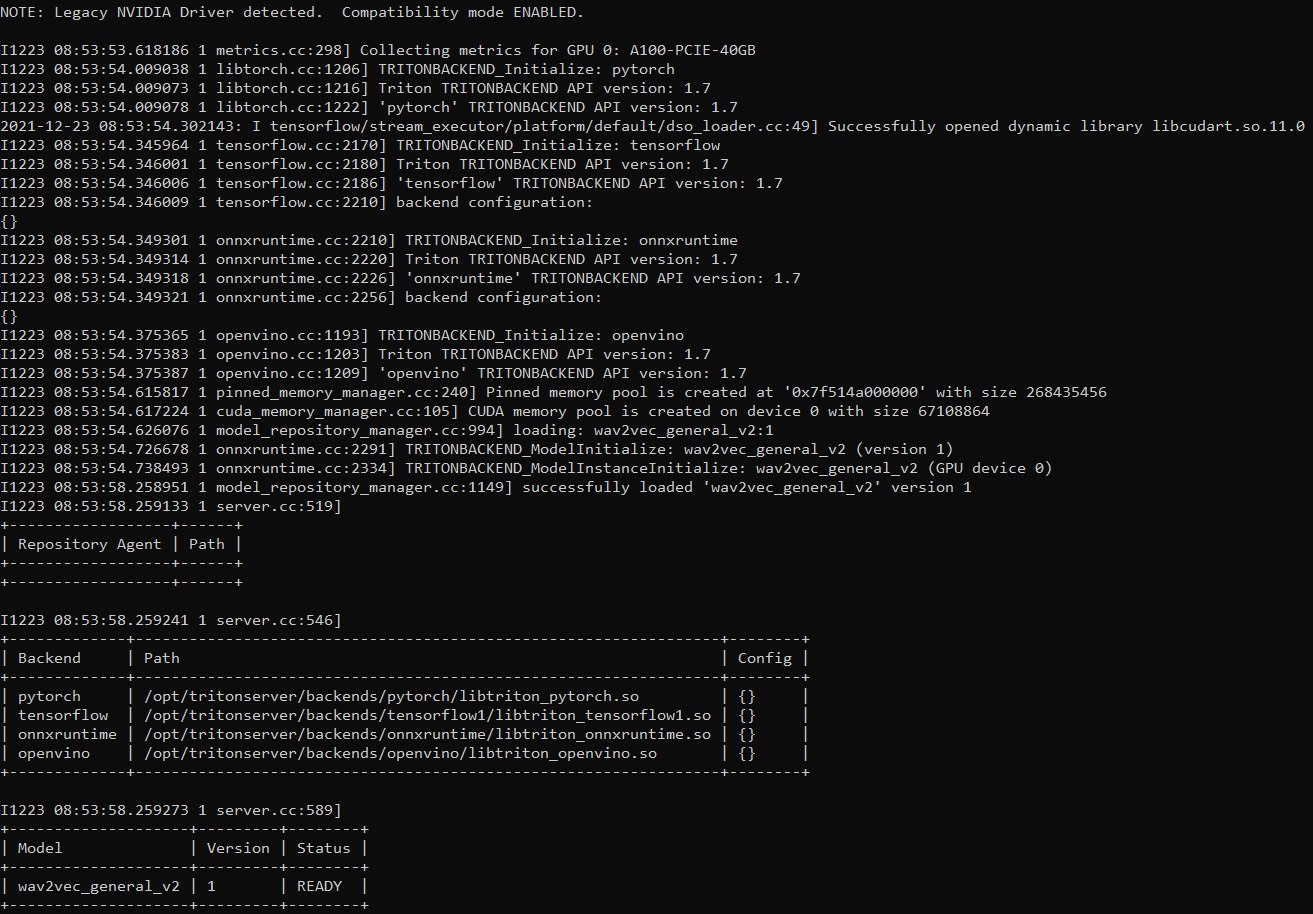 NOTE: Legacy NVIDIA Driver detected.  Compatibility mode ENABLED.

I1223 08:53:53.618186 1 metrics.cc:298] Collecting metrics for GPU 0: A100-PCIE-40GB
I1223 08:53:54.009038 1 libtorch.cc:1206] TRITONBACKEND_Initialize: pytorch
I1223 08:53:54.009073 1 libtorch.cc:1216] Triton TRITONBACKEND API version: 1.7
I1223 08:53:54.009078 1 libtorch.cc:1222] 'pytorch' TRITONBACKEND API version: 1.7
2021-12-23 08:53:54.302143: I tensorflow/stream_executor/platform/default/dso_loader.cc:49] Successfully opened dynamic library libcudart.so.11.0
I1223 08:53:54.345964 1 tensorflow.cc:2170] TRITONBACKEND_Initialize: tensorflow
I1223 08:53:54.346001 1 tensorflow.cc:2180] Triton TRITONBACKEND API version: 1.7
I1223 08:53:54.346006 1 tensorflow.cc:2186] 'tensorflow' TRITONBACKEND API version: 1.7
I1223 08:53:54.346009 1 tensorflow.cc:2210] backend configuration:
{}
I1223 08:53:54.349301 1 onnxruntime.cc:2210] TRITONBACKEND_Initialize: onnxruntime
I1223 08:53:54.349314 1 onnxruntime.cc:2220] Triton TRITONBACKEND API version: 1.7
I1223 08:53:54.349318 1 onnxruntime.cc:2226] 'onnxruntime' TRITONBACKEND API version: 1.7
I1223 08:53:54.349321 1 onnxruntime.cc:2256] backend configuration:
{}
I1223 08:53:54.375365 1 openvino.cc:1193] TRITONBACKEND_Initialize: openvino
I1223 08:53:54.375383 1 openvino.cc:1203] Triton TRITONBACKEND API version: 1.7
I1223 08:53:54.375387 1 openvino.cc:1209] 'openvino' TRITONBACKEND API version: 1.7
I1223 08:53:54.615817 1 pinned_memory_manager.cc:240] Pinned memory pool is created at '0x7f514a000000' with size 268435456
I1223 08:53:54.617224 1 cuda_memory_manager.cc:105] CUDA memory pool is created on device 0 with size 67108864
I1223 08:53:54.626076 1 model_repository_manager.cc:994] loading: wav2vec_general_v2:1
I1223 08:53:54.726678 1 onnxruntime.cc:2291] TRITONBACKEND_ModelInitialize: wav2vec_general_v2 (version 1)
I1223 08:53:54.738493 1 onnxruntime.cc:2334] TRITONBACKEND_ModelInstanceInitialize: wav2vec_general_v2 (GPU device 0)
I1223 08:53:58.258951 1 model_repository_manager.cc:1149] successfully loaded 'wav2vec_general_v2' version 1
I1223 08:53:58.259133 1 server.cc:519]
+------------------+------+
| Repository Agent | Path |
+------------------+------+
+------------------+------+

I1223 08:53:58.259241 1 server.cc:546]
+-------------+-----------------------------------------------------------------+--------+
| Backend     | Path                                                            | Config |
+-------------+-----------------------------------------------------------------+--------+
| pytorch     | /opt/tritonserver/backends/pytorch/libtriton_pytorch.so         | {}     |
| tensorflow  | /opt/tritonserver/backends/tensorflow1/libtriton_tensorflow1.so | {}     |
| onnxruntime | /opt/tritonserver/backends/onnxruntime/libtriton_onnxruntime.so | {}     |
| openvino    | /opt/tritonserver/backends/openvino/libtriton_openvino.so       | {}     |
+-------------+-----------------------------------------------------------------+--------+

I1223 08:53:58.259273 1 server.cc:589]
+--------------------+---------+--------+
| Model              | Version | Status |
+--------------------+---------+--------+
| wav2vec_general_v2 | 1       | READY  |
+--------------------+---------+--------+